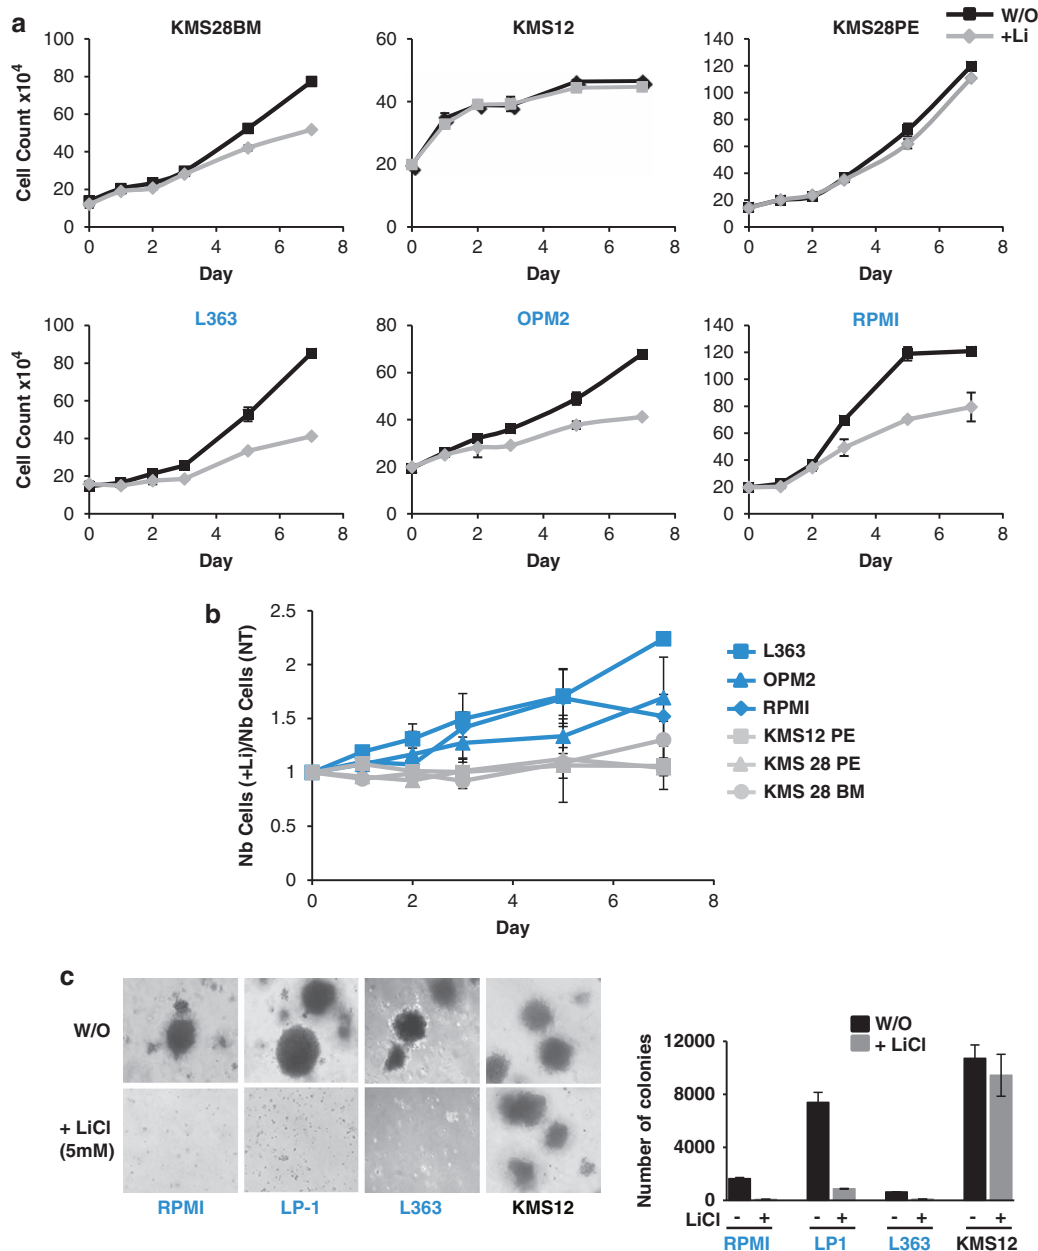 a
KMS28BM
KMS12
KMS28PE
W/O
+Li
Cell Count x10⁴
100
80
60
40
20
0
0 2 4 6 8
Day
60
40
20
0
0 2 4 6 8
Day
140
120
100
80
60
40
20
0
0 2 4 6 8
Day
L363
OPM2
RPMI
Cell Count x10⁴
100
80
60
40
20
0
0 2 4 6 8
Day
80
60
40
20
0
0 2 4 6 8
Day
140
120
100
80
60
40
20
0
0 2 4 6 8
Day
b
Nb Cells (+Li)/Nb Cells (NT)
2.5
2
1.5
1
0.5
0
0 2 4 6 8
Day
L363
OPM2
RPMI
KMS12 PE
KMS 28 PE
KMS 28 BM
c
W/O
+ LiCl
(5mM)
RPMI LP-1 L363 KMS12
W/O
+ LiCl
Number of colonies
12000
8000
4000
0
LiCl - + - + - + - +
RPMI LP1 L363 KMS12